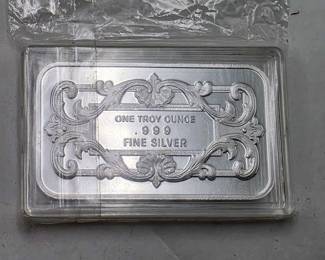 ONE TROY OUNCE
.999
FINE SILVER